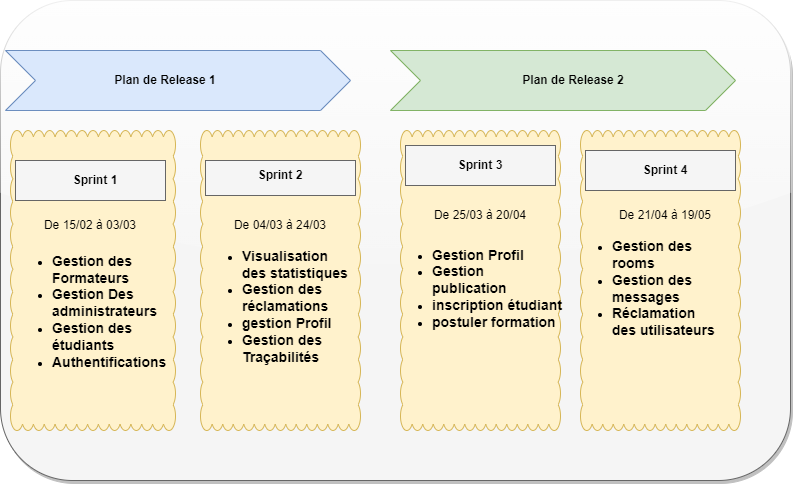 Plan de Release 1
Plan de Release 2
Sprint 1
De 15/02 à 03/03
• Gestion des
Formateurs
• Gestion Des
administrateurs
• Gestion des
étudiants
• Authentifications
Sprint 2
De 04/03 à 24/03
• Visualisation
des statistiques
• Gestion des
réclamations
• gestion Profil
• Gestion des
Traçabilités
Sprint 3
De 25/03 à 20/04
• Gestion Profil
• Gestion
publication
• inscription étudiant
• postuler formation
Sprint 4
De 21/04 à 19/05
• Gestion des
rooms
• Gestion des
messages
• Réclamation
des utilisateurs